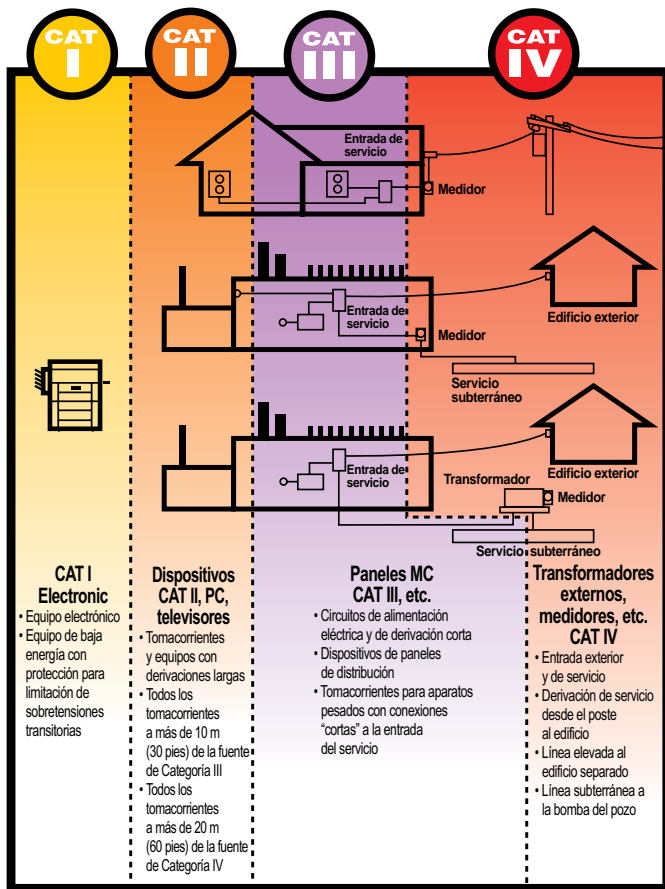 CAT
I
CAT
II
CAT
III
CAT
IV
Entrada de
servicio
Medidor
Entrada de
servicio
Medidor
Edificio exterior
Servicio
subterráneo
Entrada de
servicio
Transformador
Edificio exterior
Medidor
Servicio subterráneo
CAT I
Electronic
• Equipo electrónico
• Equipo de baja
energía con
protección para
limitación de
sobretensiones
transitorias
Dispositivos
CAT II, PC,
televisores
• Tomacorrientes
y equipos con
derivaciones largas
• Todos los
tomacorrientes
a más de 10 m
(30 pies) de la fuente
de Categoría III
• Todos los
tomacorrientes
a más de 20 m
(60 pies) de la fuente
de Categoría IV
Paneles MC
CAT III, etc.
• Circuitos de alimentación
eléctrica y de derivación corta
• Dispositivos de paneles
de distribución
• Tomacorrientes para aparatos
pesados con conexiones
“cortas” a la entrada
del servicio
Transformadores
externos,
medidores, etc.
CAT IV
• Entrada exterior
y de servicio
• Derivación de servicio
desde el poste
al edificio
• Línea elevada al
edificio separado
• Línea subterránea a
la bomba del pozo